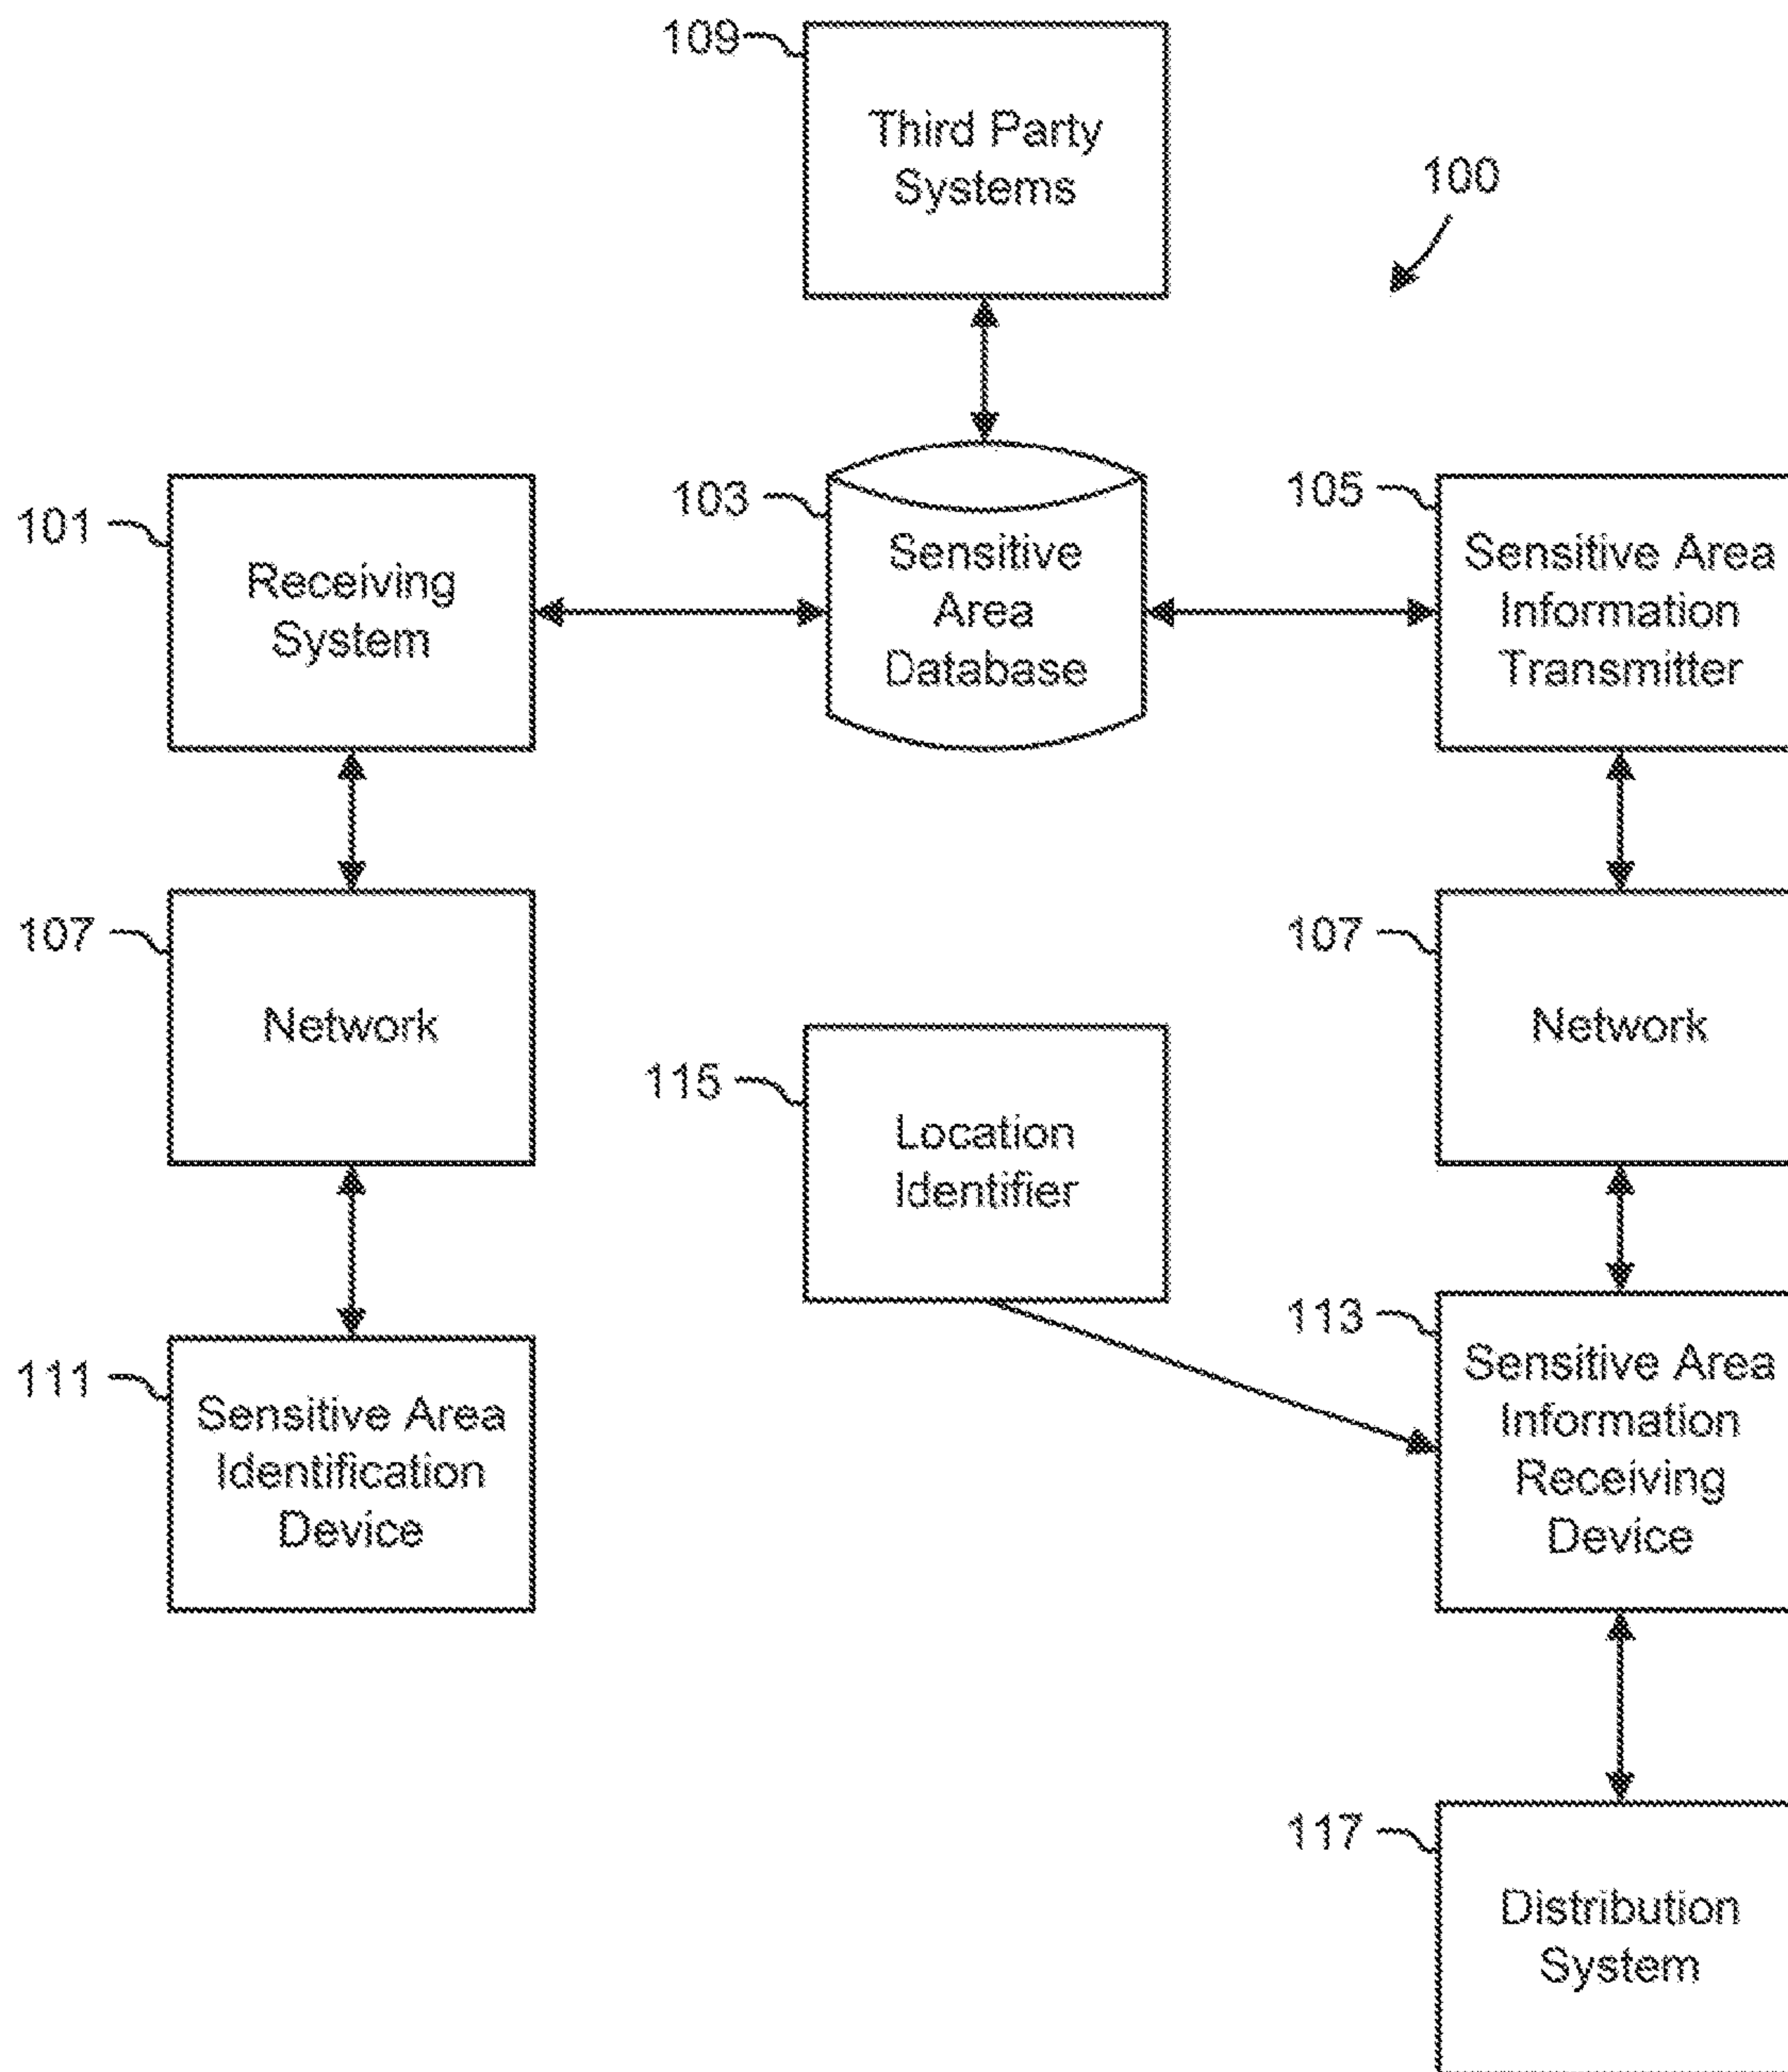 109
Third Party
Systems
100
101
Receiving
System
103
Sensitive
Area
Database
105
Sensitive Area
Information
Transmitter
107
Network
107
Network
115
Location
Identifier
111
Sensitive Area
Identification
Device
113
Sensitive Area
Information
Receiving
Device
117
Distribution
System